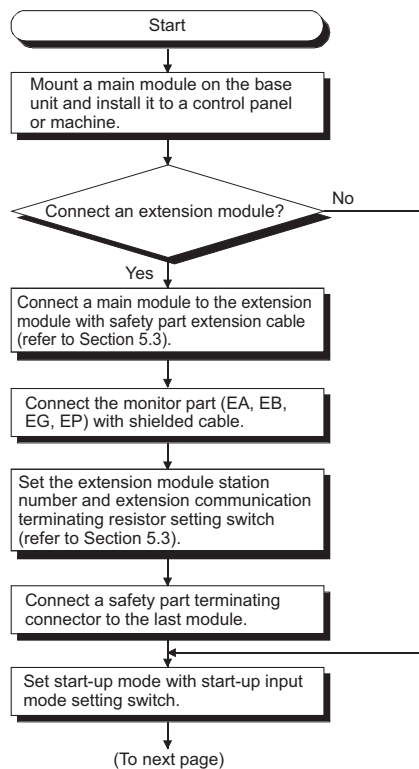 Start
Mount a main module on the base
unit and install it to a control panel
or machine.
Connect an extension module?
No
Yes
Connect a main module to the extension
module with safety part extension cable
(refer to Section 5.3).
Connect the monitor part (EA, EB,
EG, EP) with shielded cable.
Set the extension module station
number and extension communication
terminating resistor setting switch
(refer to Section 5.3).
Connect a safety part terminating
connector to the last module.
Set start-up mode with start-up input
mode setting switch.
(To next page)